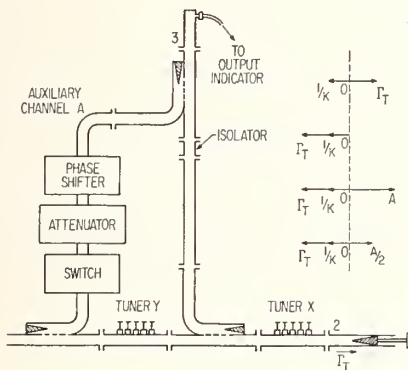 3
TO
OUTPUT
INDICATOR
AUXILIARY
CHANNEL A
ISOLATOR
PHASE
SHIFTER
ATTENUATOR
SWITCH
TUNER Y
TUNER X
2
Γ_T
1/K 0 Γ_T
Γ_T 1/K 0
Γ_T 1/K 0 A
Γ_T 1/K 0 A/2